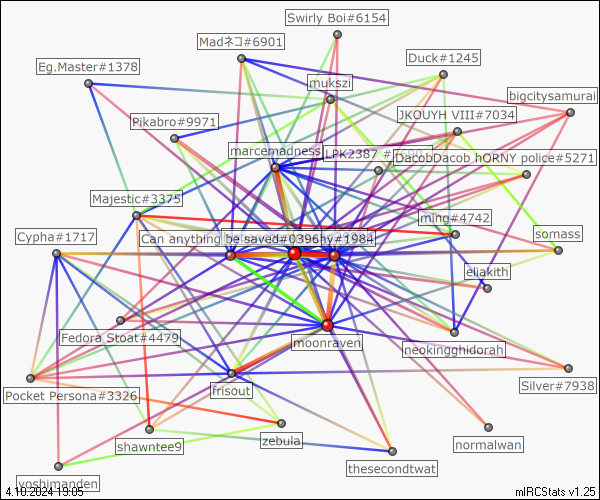 Swirly Boi#6154
Madネコ#6901
Duck#1245
Eg.Master#1378
mukszi
bigcitysamurai
JKOUYH VIII#7034
Pikabro#9971
marcemadness
LPK2387 #
DacobDacob hORNY police#5271
Majestic#3375
ming#4742
Can anything be saved#0396
hy#1984
Cypha#1717
somass
eliakith
Fedora Stoat#4479
moonraven
neokingghidorah
Pocket Persona#3326
frisout
Silver#7938
shawntee9
zebula
normalwan
thesecondtwat
yoshimanden
4.10.2024 19:05
mIRCStats v1.25